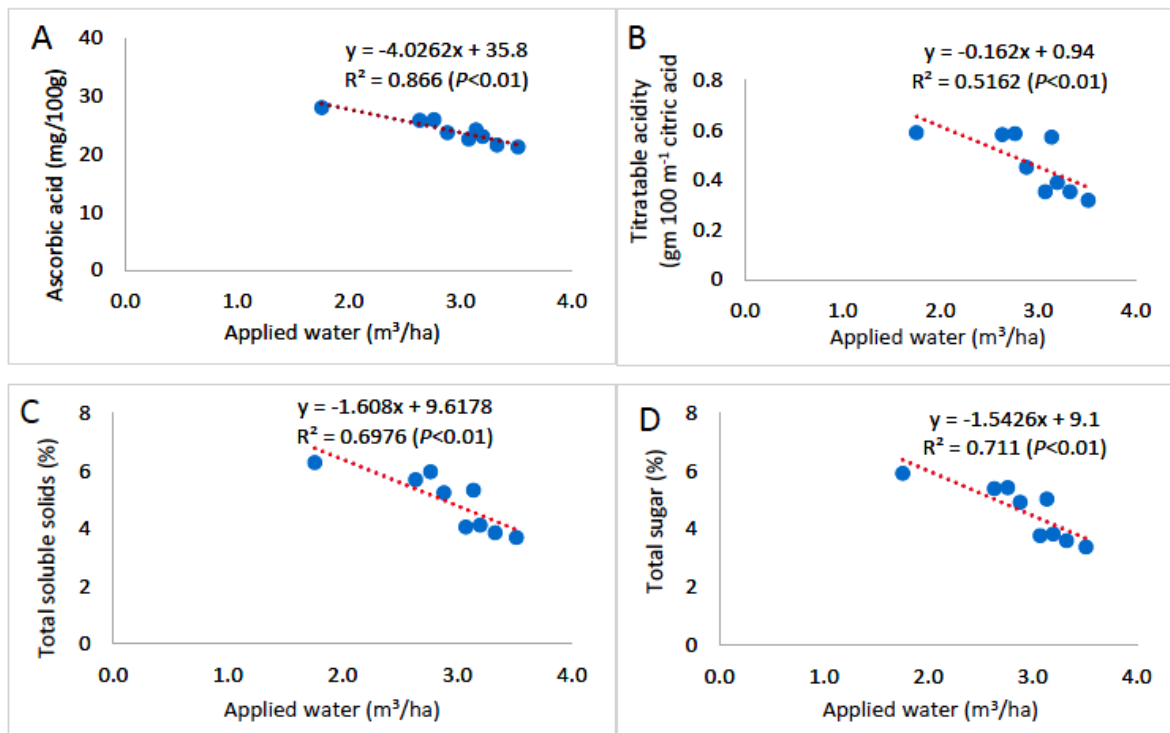 A
y = -4.0262x + 35.8
R² = 0.866 (P<0.01)
Ascorbic acid (mg/100g)
40
30
20
10
0
0.0 1.0 2.0 3.0 4.0
Applied water (m³/ha)
B
y = -0.162x + 0.94
R² = 0.5162 (P<0.01)
Titratable acidity
(gm 100 m⁻¹ citric acid
0.8
0.6
0.4
0.2
0
0.0 1.0 2.0 3.0 4.0
Applied water (m³/ha)
C
y = -1.608x + 9.6178
R² = 0.6976 (P<0.01)
Total soluble solids (%)
8
6
4
2
0
0.0 1.0 2.0 3.0 4.0
Applied water (m³/ha)
D
y = -1.5426x + 9.1
R² = 0.711 (P<0.01)
Total sugar (%)
8
6
4
2
0
0.0 1.0 2.0 3.0 4.0
Applied water (m³/ha)